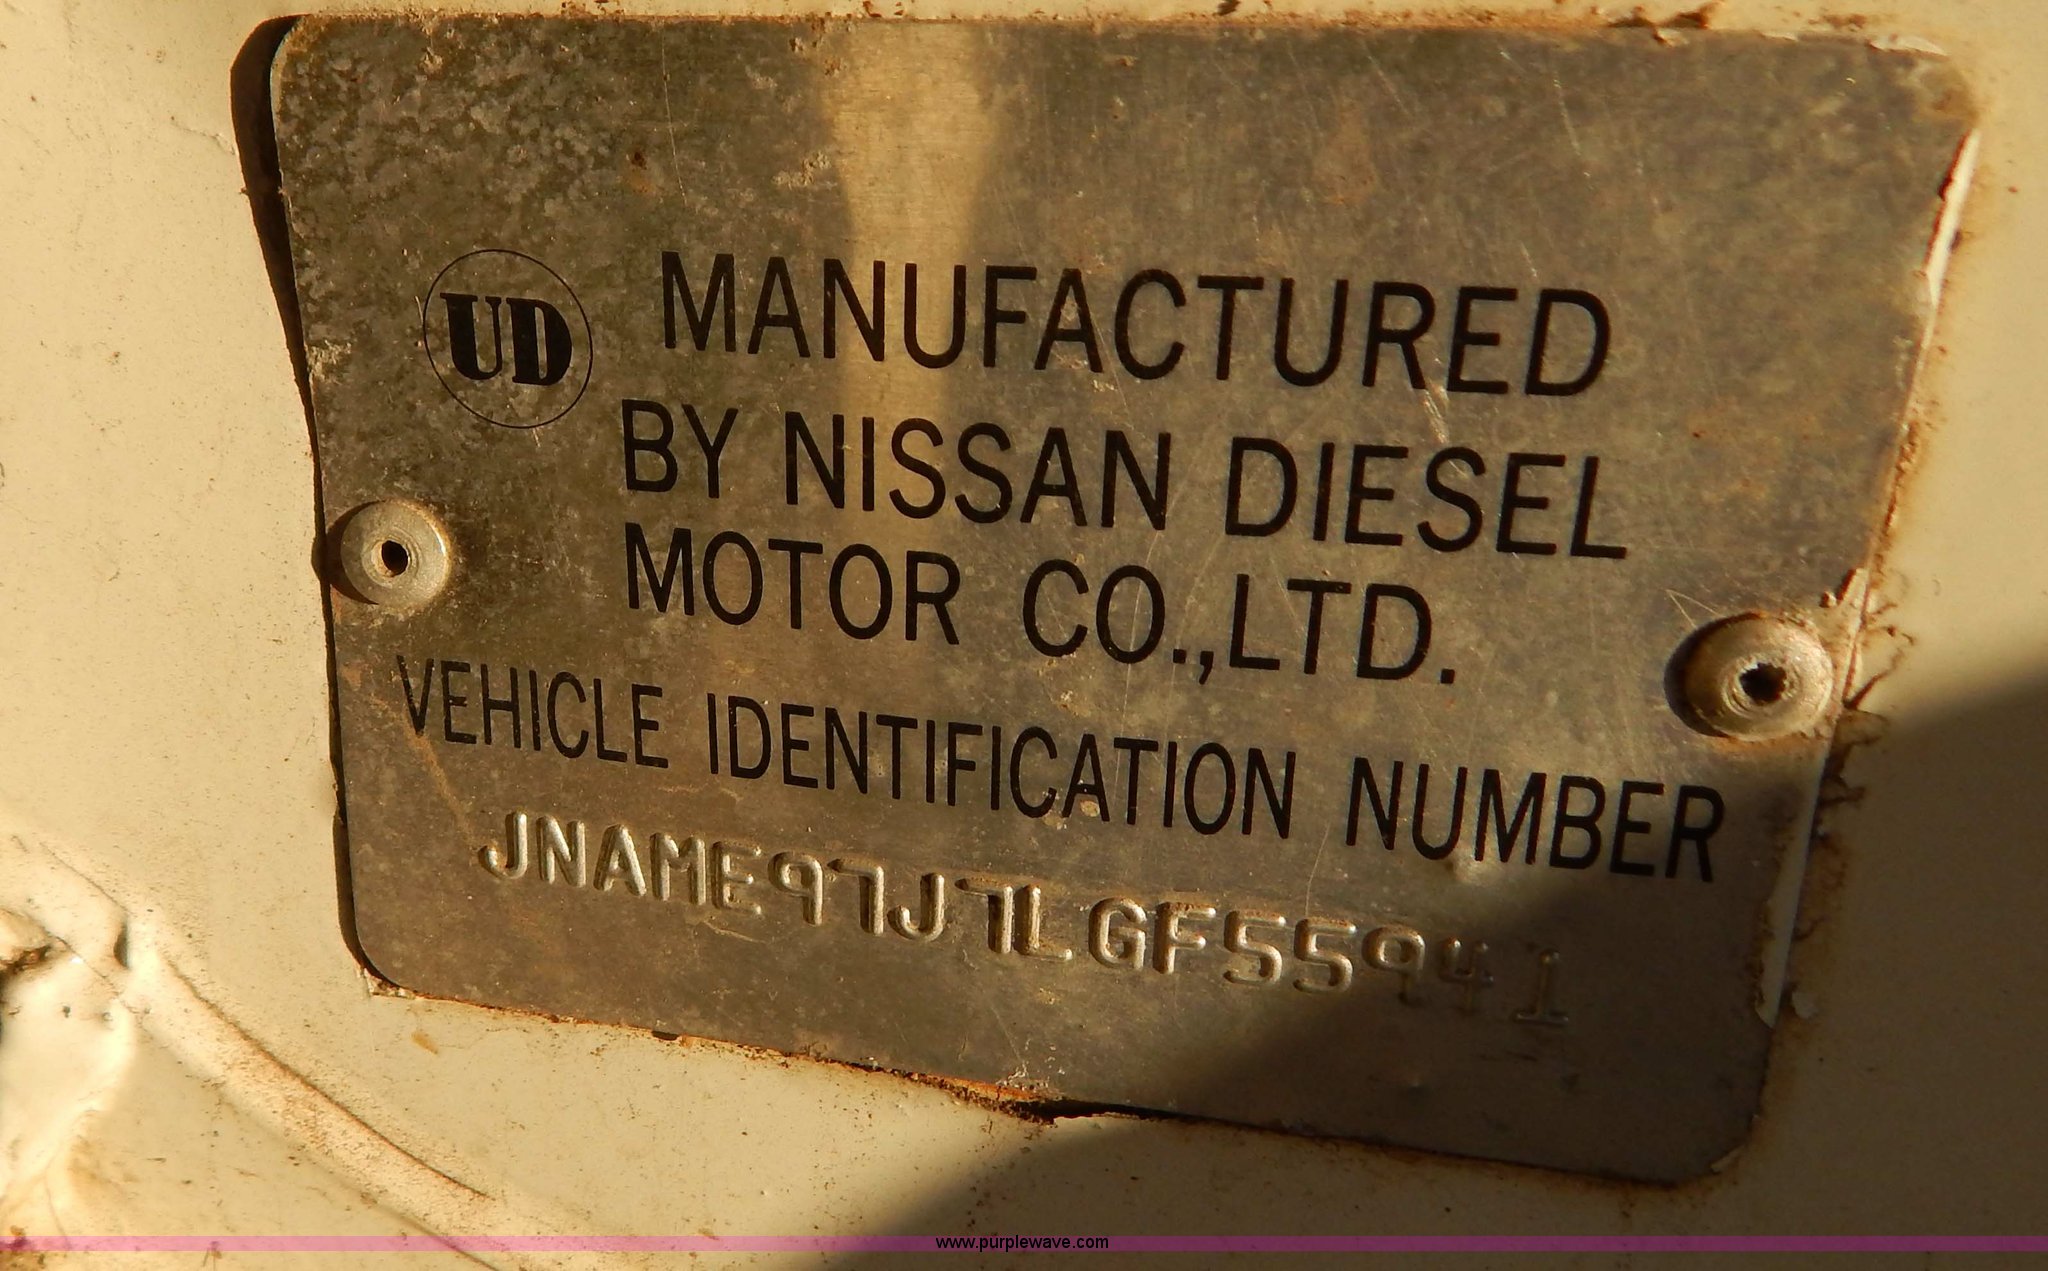 UD
MANUFACTURED
BY NISSAN DIESEL
MOTOR CO.,LTD.
VEHICLE IDENTIFICATION NUMBER
JNAME97J7LGF55941
www.purplewave.com